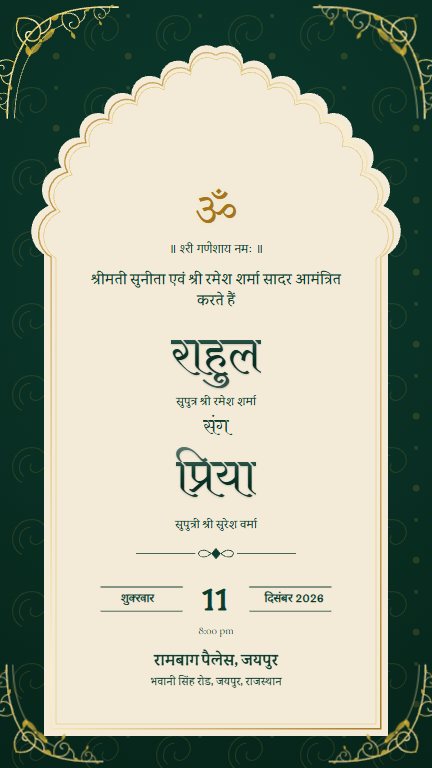 ॐ
॥ श्री गणेशाय नमः ॥
श्रीमती सुनीता एवं श्री रमेश शर्मा सादर आमंत्रित
करते हैं
राहुल
सुपुत्र श्री रमेश शर्मा
संग
प्रिया
सुपुत्री श्री सुरेश वर्मा
शुक्रवार 11 दिसंबर 2026
8:00 pm
रामबाग पैलेस, जयपुर
भवानी सिंह रोड, जयपुर, राजस्थान